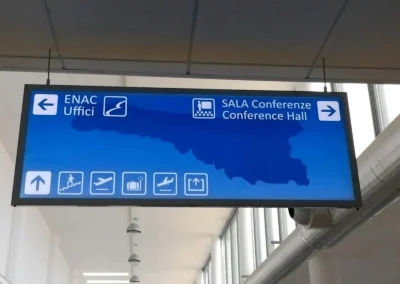 ENAC
Uffici
SALA Conferenze
Conference Hall